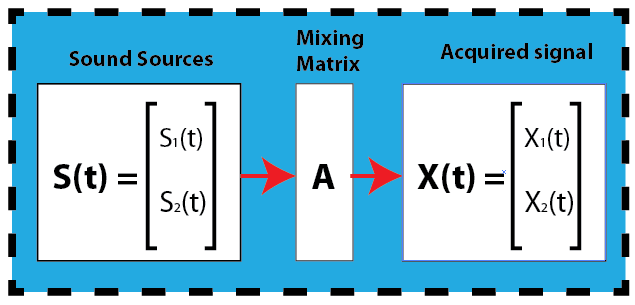 Sound Sources
Mixing
Matrix
Acquired signal
S(t) =
S1(t)
S2(t)
A
X(t) =
X1(t)
X2(t)